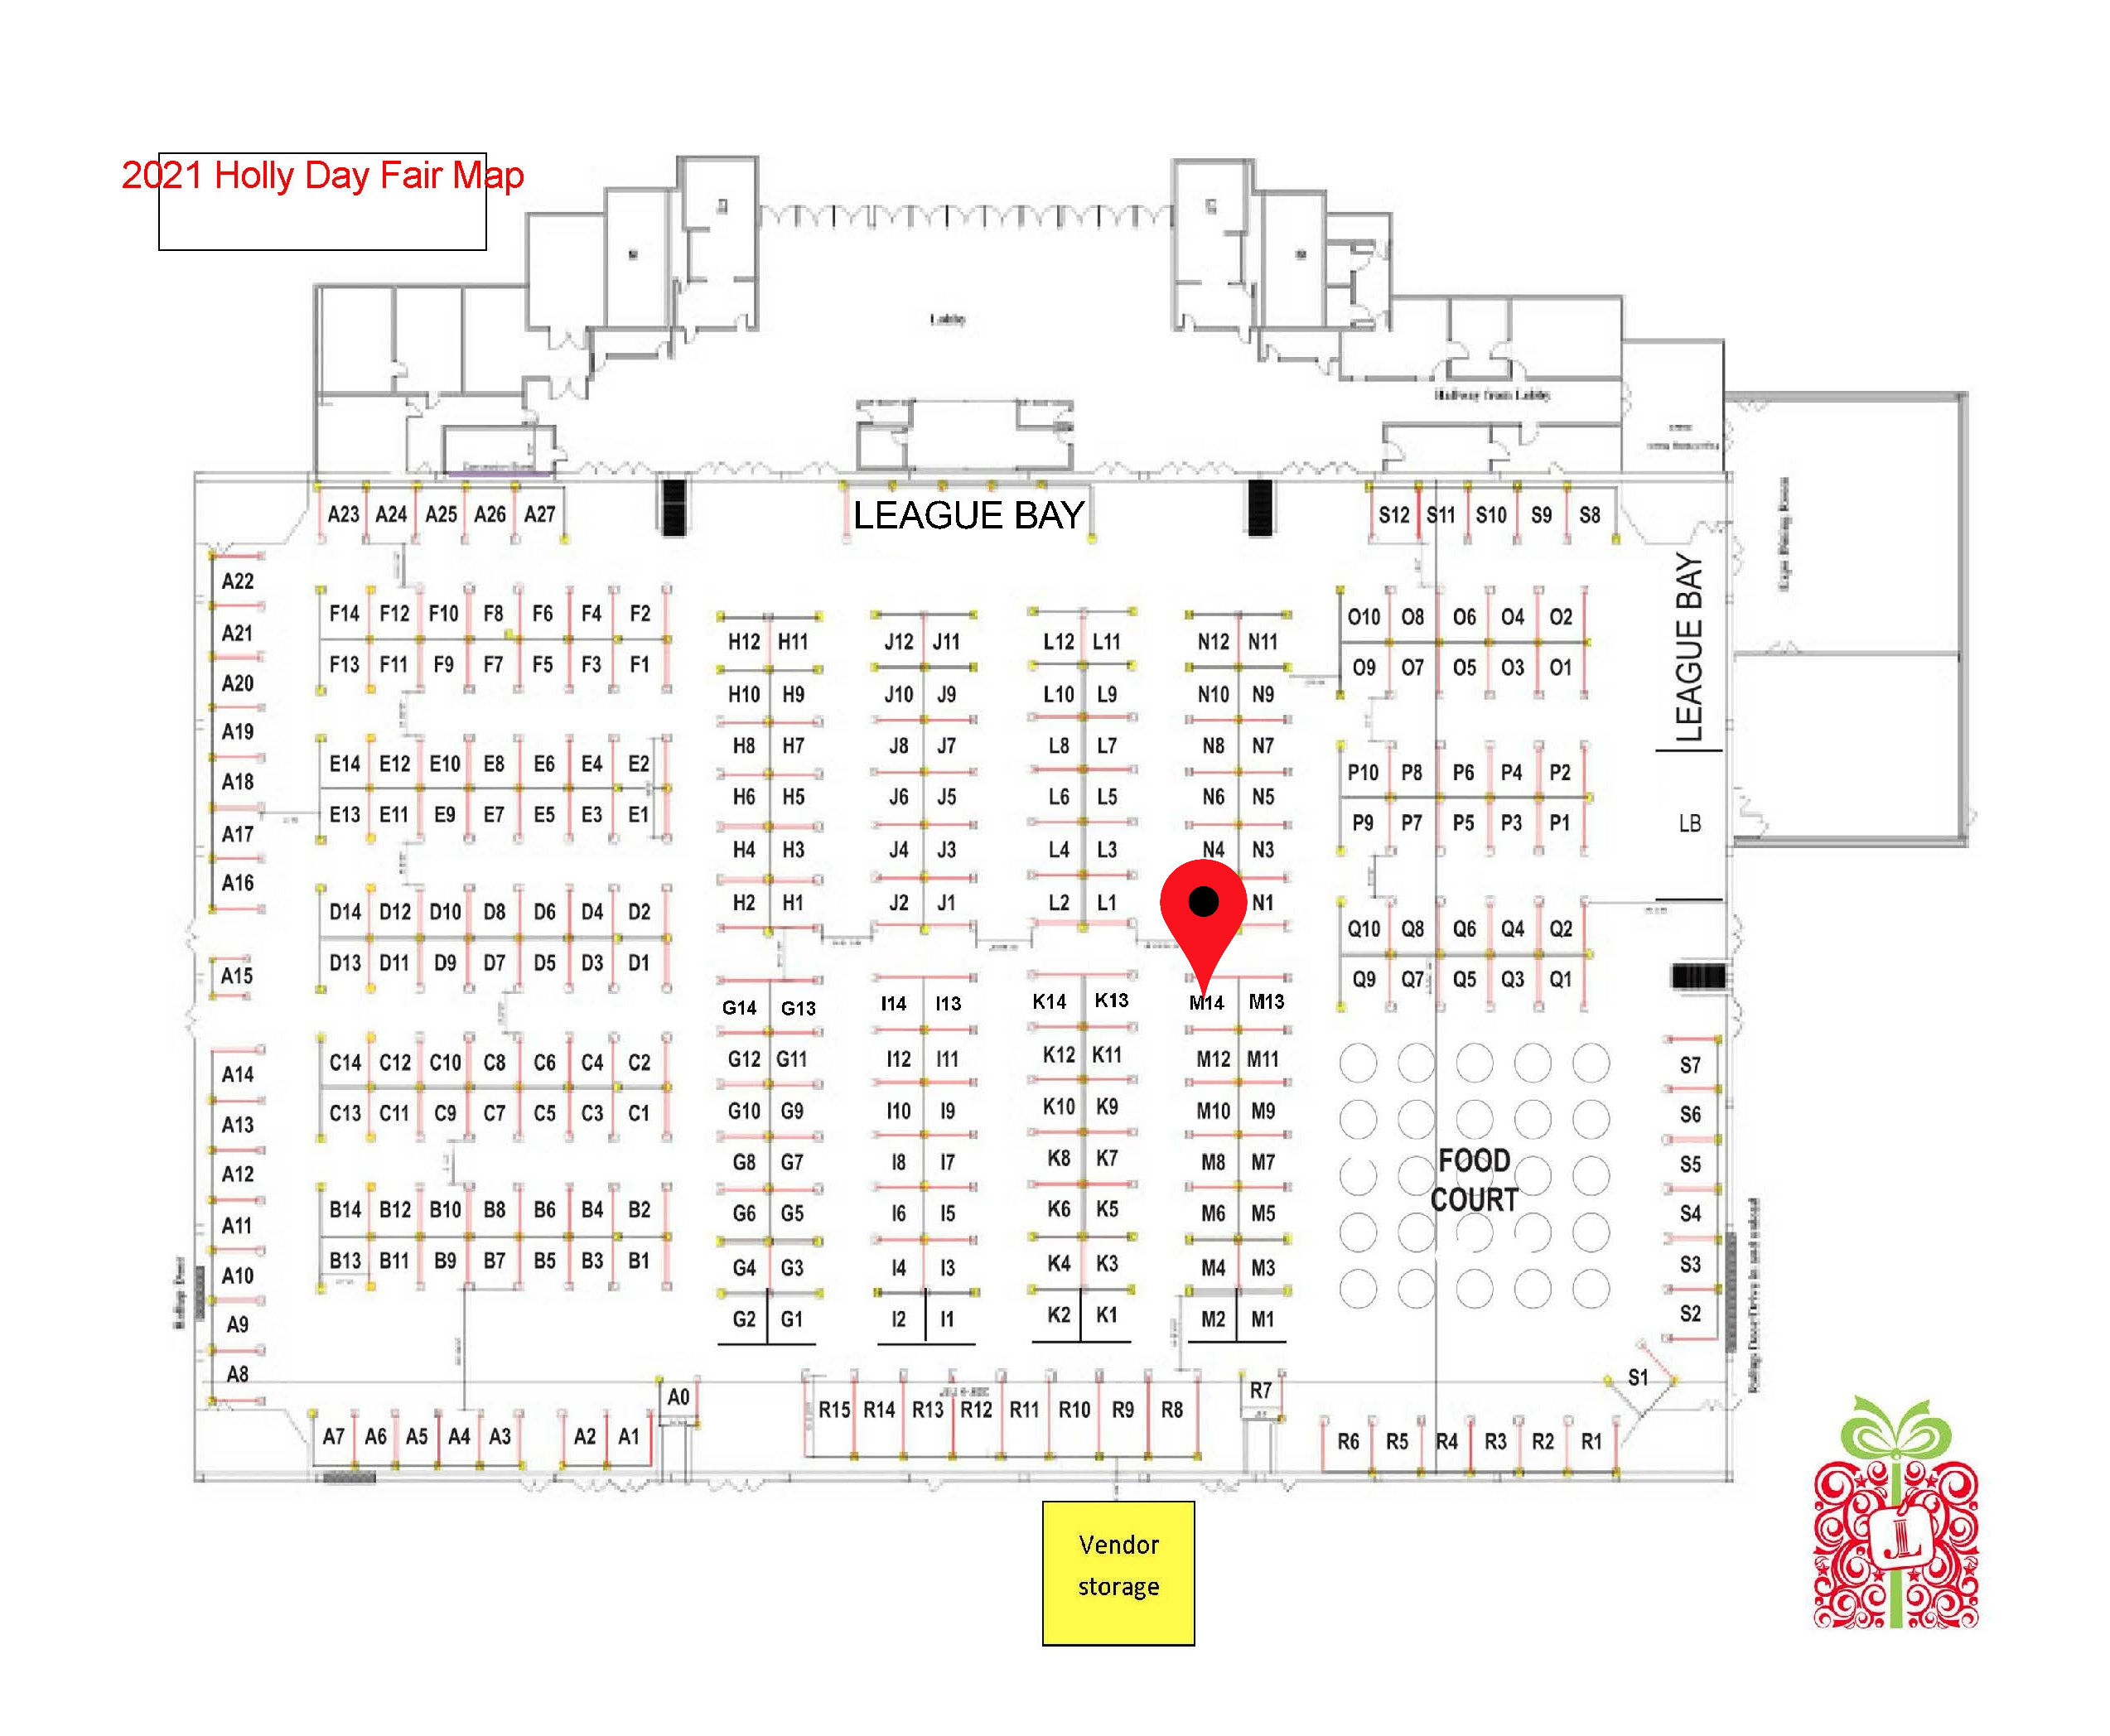 2021 Holly Day Fair Map
Lobby
Hallway from Lobby
LEAGUE BAY
A23 A24 A25 A26 A27
S12 S11 S10 S9 S8
A22
A21
A20
A19
A18
A17
A16
A15
A14
A13
A12
A11
A10
A9
A8
F14 F12 F10 F8 F6 F4 F2
F13 F11 F9 F7 F5 F3 F1
E14 E12 E10 E8 E6 E4 E2
E13 E11 E9 E7 E5 E3 E1
D14 D12 D10 D8 D6 D4 D2
D13 D11 D9 D7 D5 D3 D1
C14 C12 C10 C8 C6 C4 C2
C13 C11 C9 C7 C5 C3 C1
B14 B12 B10 B8 B6 B4 B2
B13 B11 B9 B7 B5 B3 B1
H12 H11 J12 J11 L12 L11 N12 N11
H10 H9 J10 J9 L10 L9 N10 N9
H8 H7 J8 J7 L8 L7 N8 N7
H6 H5 J6 J5 L6 L5 N6 N5
H4 H3 J4 J3 L4 L3 N4 N3
H2 H1 J2 J1 L2 L1 N1
G14 G13 I14 I13 K14 K13 M14 M13
G12 G11 I12 I11 K12 K11 M12 M11
G10 G9 I10 I9 K10 K9 M10 M9
G8 G7 I8 I7 K8 K7 M8 M7
G6 G5 I6 I5 K6 K5 M6 M5
G4 G3 I4 I3 K4 K3 M4 M3
G2 G1 I2 I1 K2 K1 M2 M1
O10 O8 O6 O4 O2
O9 O7 O5 O3 O1
P10 P8 P6 P4 P2
P9 P7 P5 P3 P1
Q10 Q8 Q6 Q4 Q2
Q9 Q7 Q5 Q3 Q1
LEAGUE BAY
LB
FOOD
COURT
S7
S6
S5
S4
S3
S2
S1
A7 A6 A5 A4 A3 A2 A1
A0
R15 R14 R13 R12 R11 R10 R9 R8
R7
R6 R5 R4 R3 R2 R1
Vendor
storage
JL